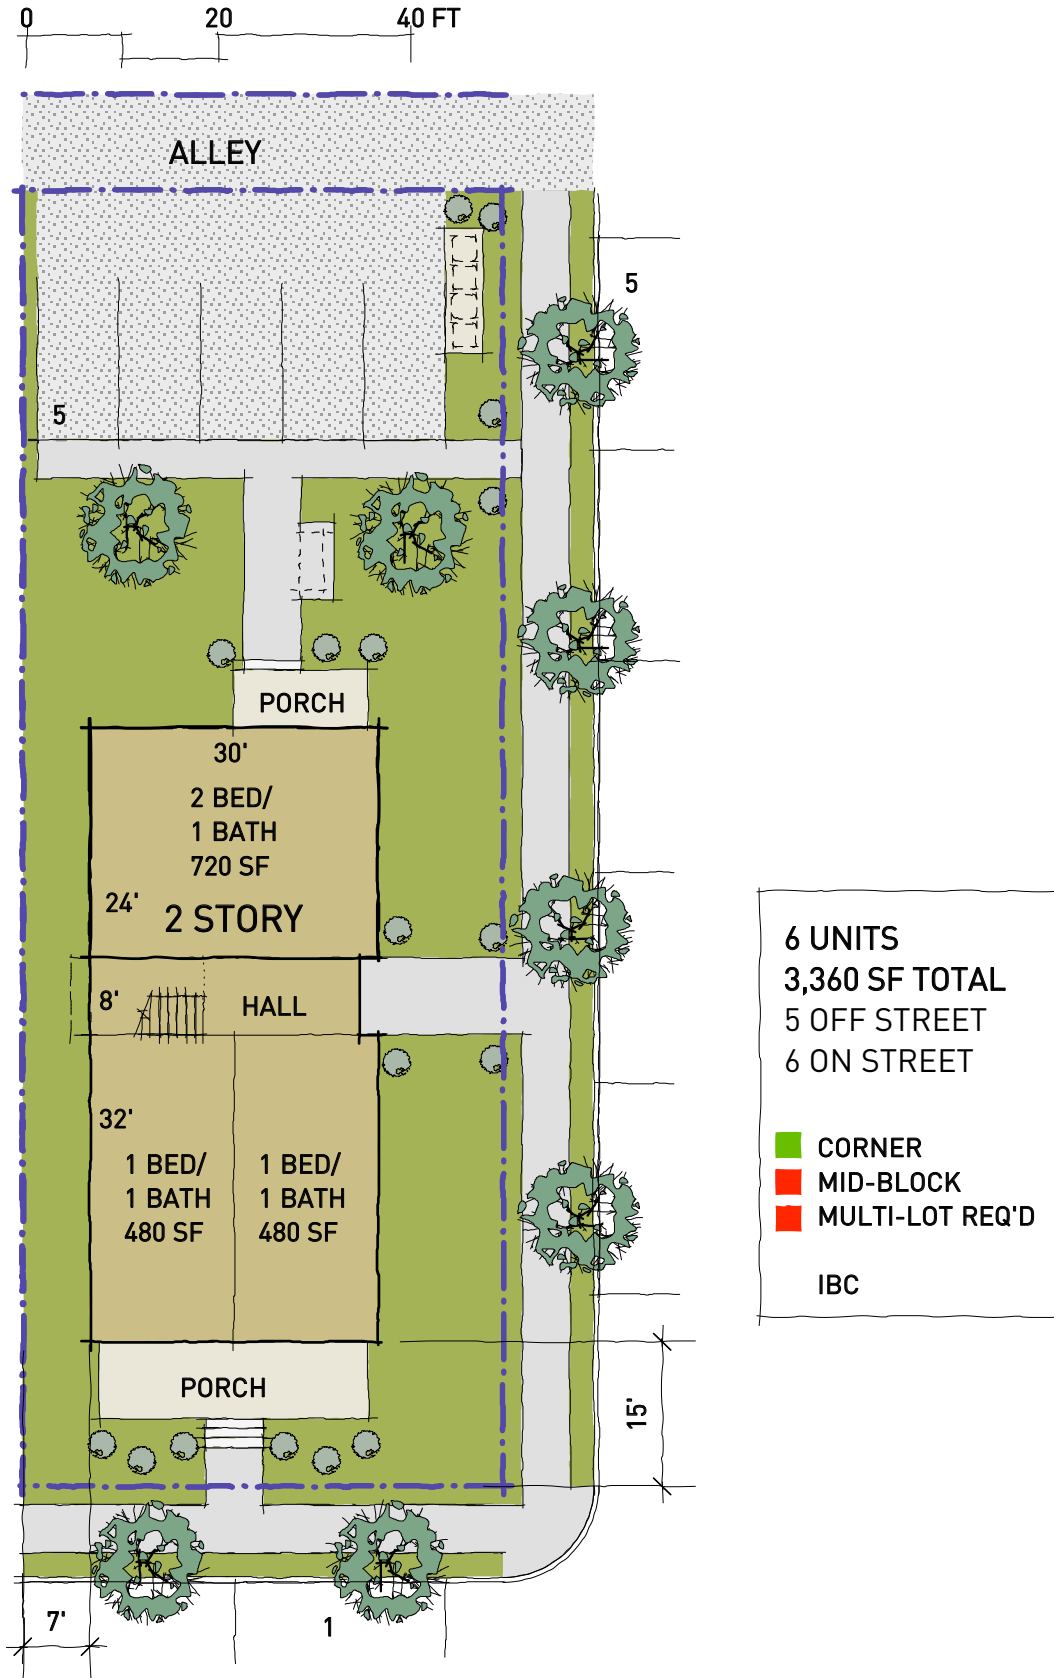 0 20 40 FT
ALLEY
5
5
PORCH
30'
2 BED/
1 BATH
720 SF
24'
2 STORY
8'
HALL
32'
1 BED/
1 BATH
480 SF
1 BED/
1 BATH
480 SF
PORCH
15'
7'
1
6 UNITS
3,360 SF TOTAL
5 OFF STREET
6 ON STREET
CORNER
MID-BLOCK
MULTI-LOT REQ'D
IBC